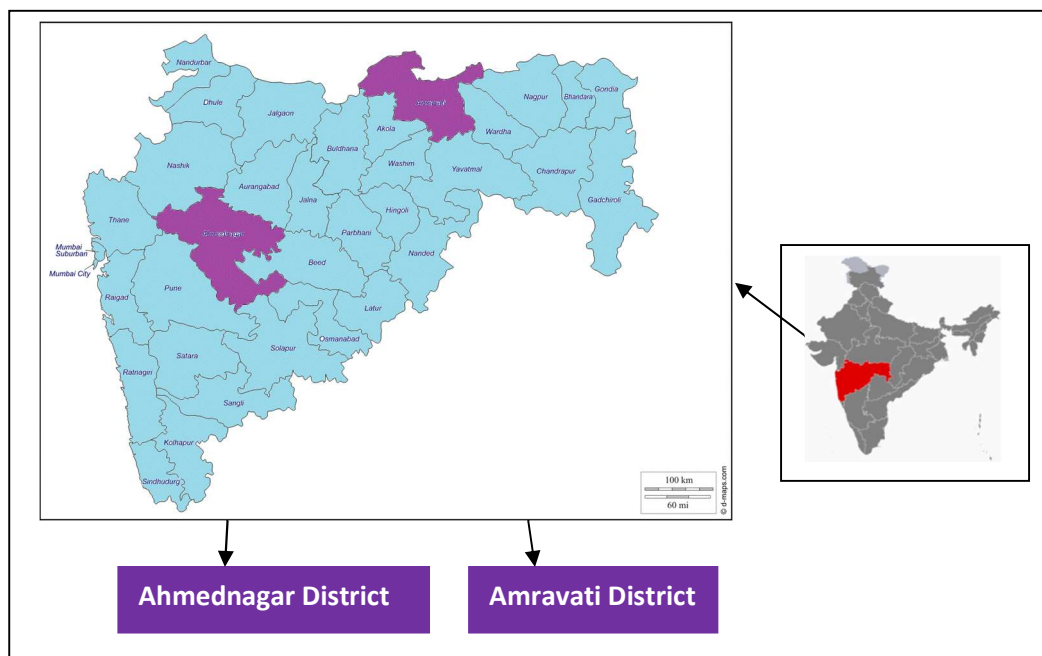 Nandurbar
Dhule
Jalgaon
Nashik
Buldhana
Akola
Amravati
Washim
Wardha
Nagpur
Bhandara
Gondia
Yavatmal
Chandrapur
Gadchiroli
Aurangabad
Jalna
Hingoli
Parbhani
Nanded
Thane
Ahmednagar
Mumbai
Suburban
Mumbai City
Beed
Pune
Raigad
Latur
Osmanabad
Solapur
Satara
Ratnagiri
Sangli
Kolhapur
Sindhudurg
100 km
60 mi
© d-maps.com
Ahmednagar District
Amravati District